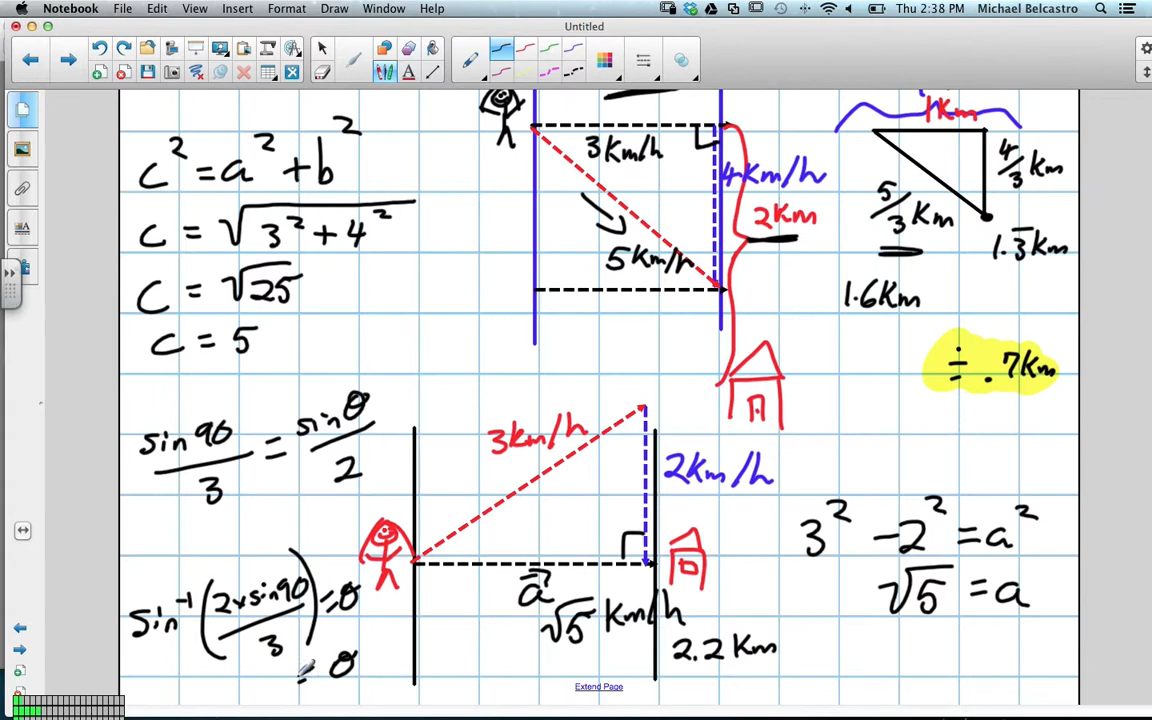 Notebook File Edit View Insert Format Draw Window Help Thu 2:38 PM Michael Belcastro
Untitled
c² = a² + b²
c = √3² + 4²
c = √25
c = 5
3km/h
4km/h
2km
5km/h
1km
4/3 km
5/3 km
1.3̅km
1.6km
≐ .7km
sin 90/3 = sinθ/2
sin⁻¹(2×sin90/3) = θ
= θ
3km/h
2km/h
a⃗
√5 km/h
2.2 km
3² - 2² = a²
√5 = a
Extend Page